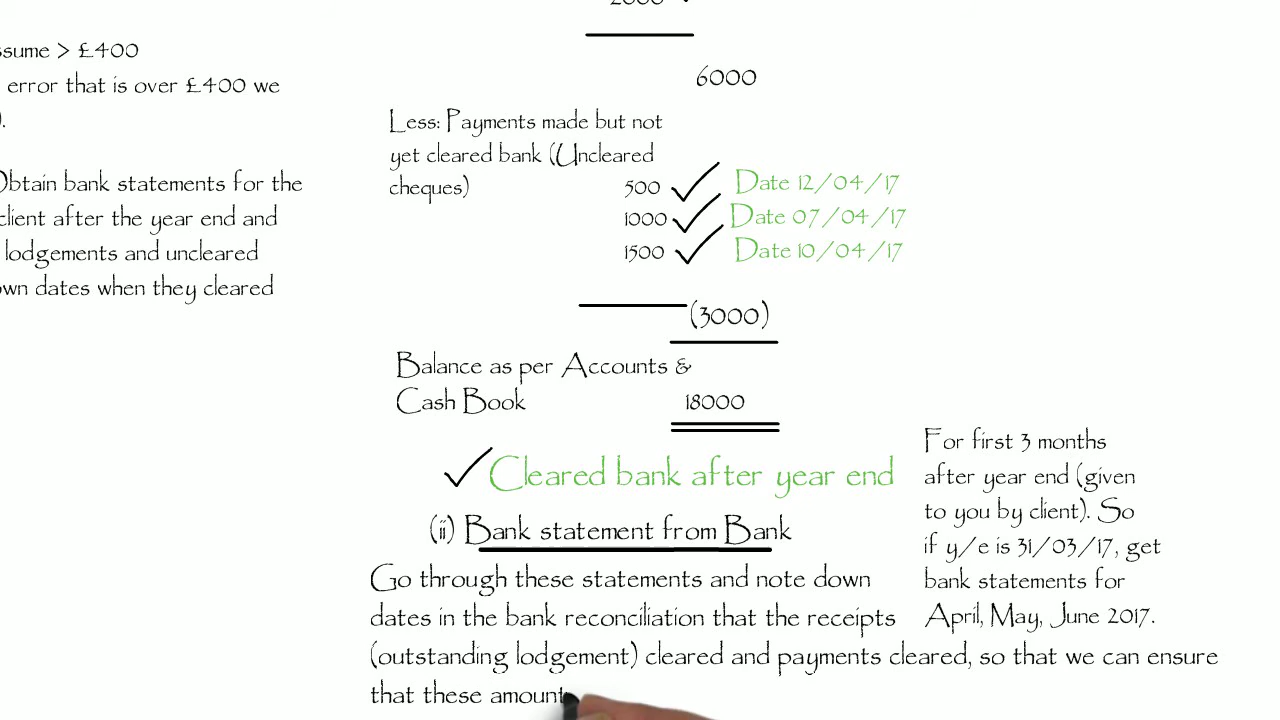 ssume > £400
error that is over £400 we
).
Obtain bank statements for the
client after the year end and
lodgements and uncleared
own dates when they cleared
6000
Less: Payments made but not
yet cleared bank (Uncleared
cheques)
500 Date 12/04/17
1000 Date 07/04/17
1500 Date 10/04/17
(3000)
Balance as per Accounts &
Cash Book 18000
Cleared bank after year end
(ii) Bank statement from Bank
Go through these statements and note down
dates in the bank reconciliation that the receipts
(outstanding lodgement) cleared and payments cleared, so that we can ensure
that these amount
For first 3 months
after year end (given
to you by client). So
if y/e is 31/03/17, get
bank statements for
April, May, June 2017.